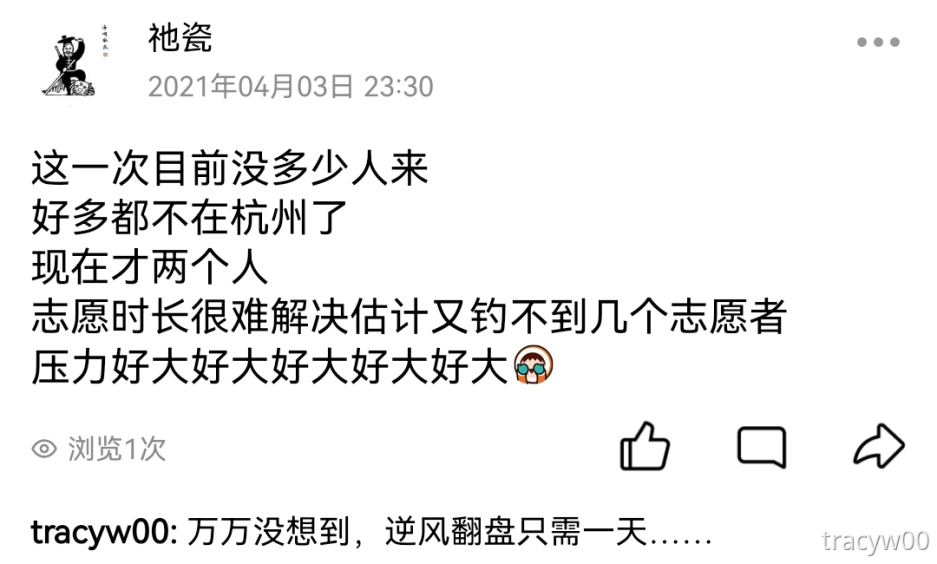 祂瓷
2021年04月03日 23:30
这一次目前没多少人来
好多都不在杭州了
现在才两个人
志愿时长很难解决估计又钓不到几个志愿者
压力好大好大好大好大好大
浏览1次
tracyw00: 万万没想到，逆风翻盘只需一天……
tracyw00